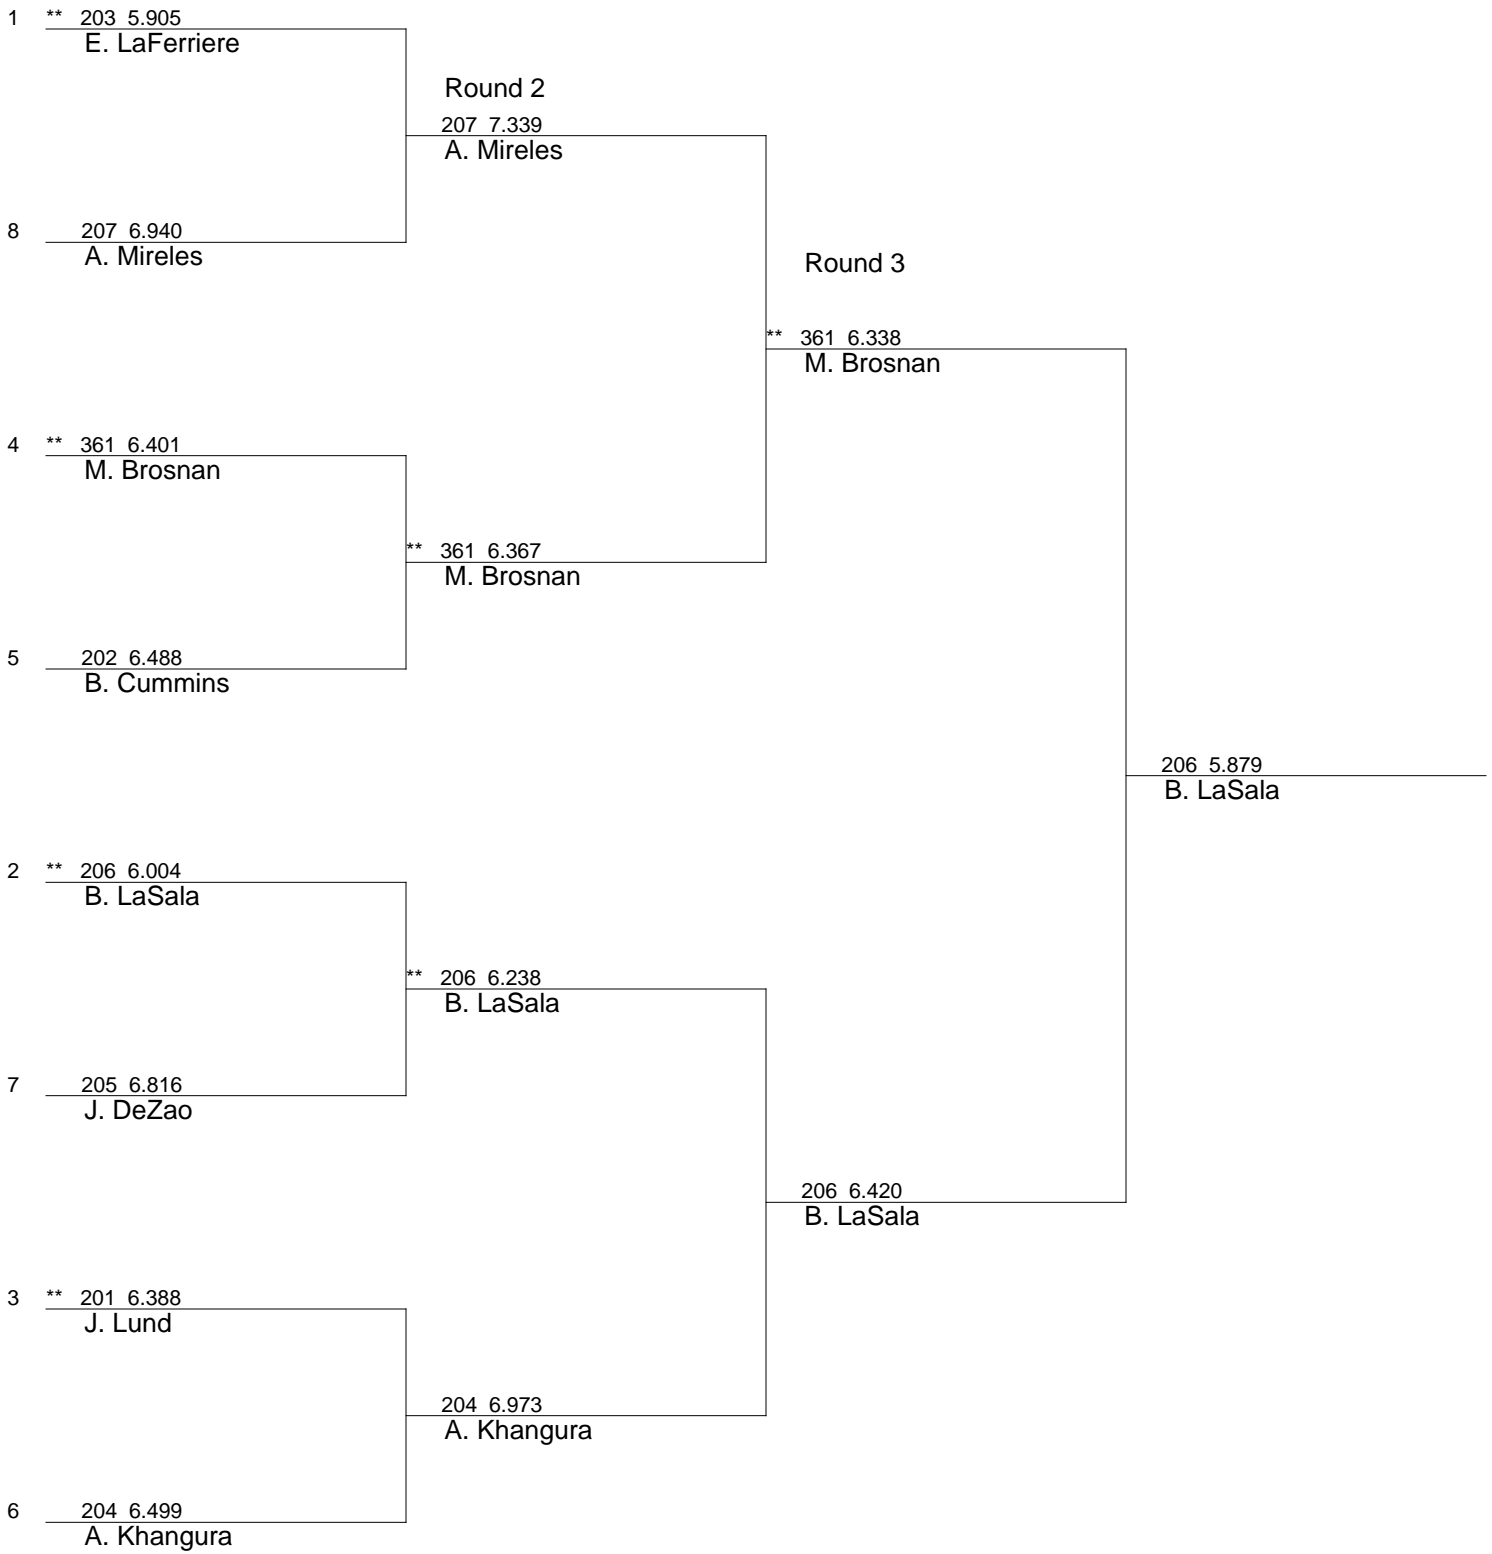 1 ** 203 5.905
E. LaFerriere
Round 2
207 7.339
A. Mireles
8 207 6.940
A. Mireles
Round 3
** 361 6.338
M. Brosnan
4 ** 361 6.401
M. Brosnan
** 361 6.367
M. Brosnan
5 202 6.488
B. Cummins
206 5.879
B. LaSala
2 ** 206 6.004
B. LaSala
** 206 6.238
B. LaSala
7 205 6.816
J. DeZao
206 6.420
B. LaSala
3 ** 201 6.388
J. Lund
204 6.973
A. Khangura
6 204 6.499
A. Khangura